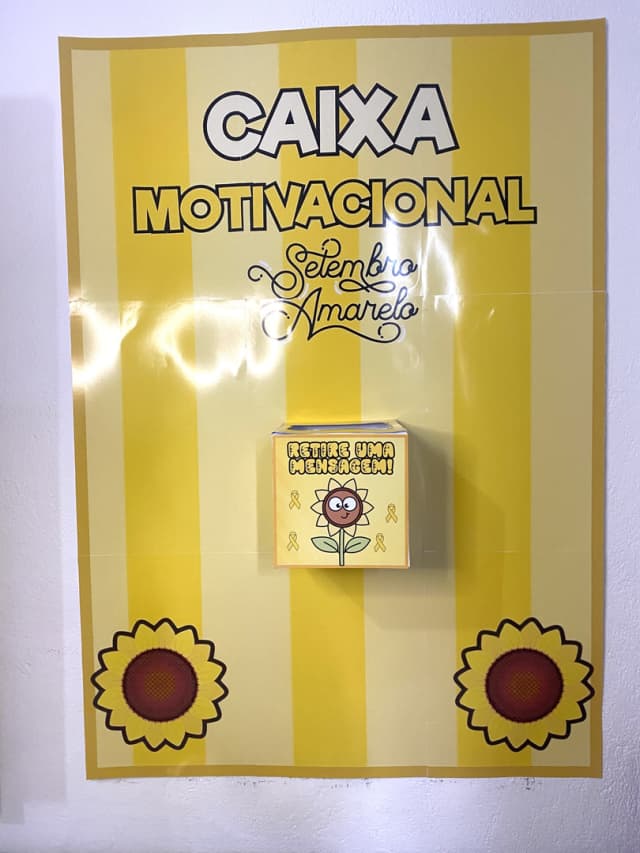 CAIXA
MOTIVACIONAL
Setembro
Amarelo
RETIRE UMA
MENSAGEM!